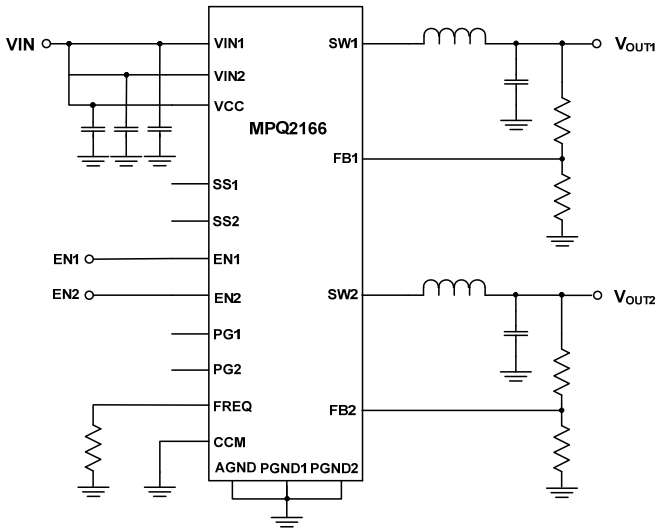 VIN
VIN1
SW1
VOUT1
VIN2
VCC
MPQ2166
FB1
SS1
SS2
EN1
EN1
EN2
EN2
SW2
VOUT2
PG1
PG2
FREQ
FB2
CCM
AGND PGND1 PGND2